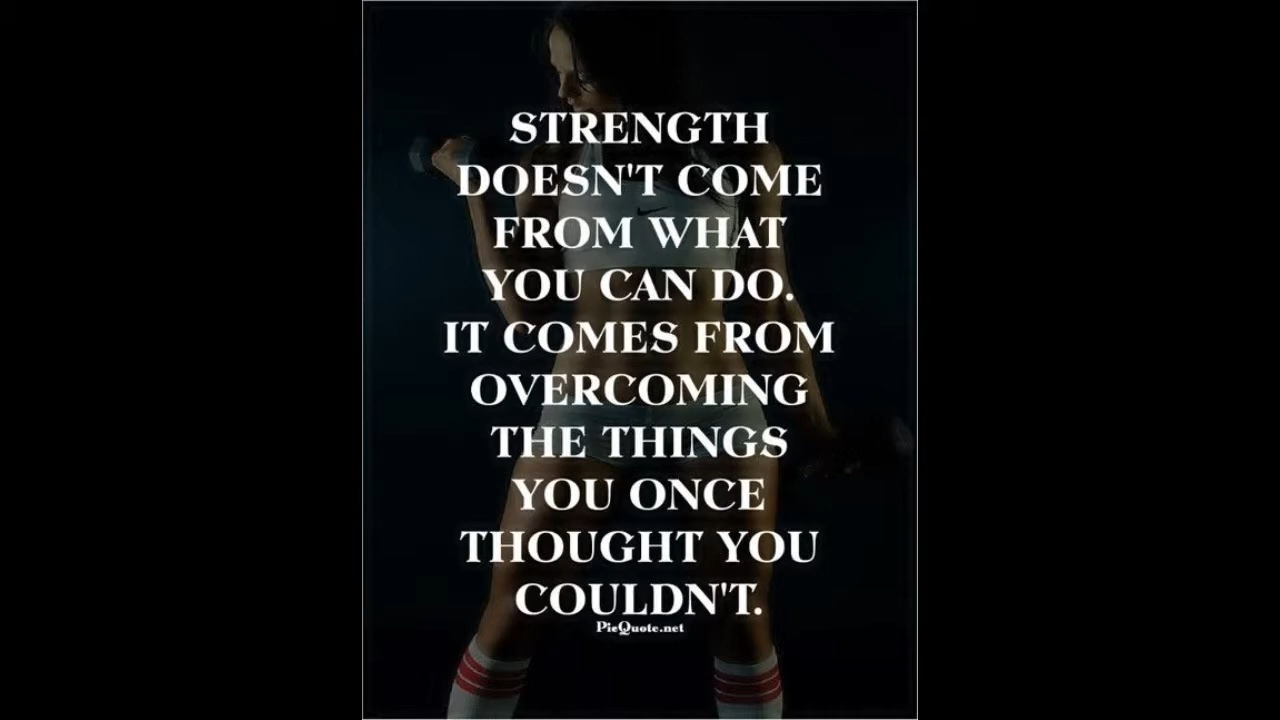 STRENGTH
DOESN'T COME
FROM WHAT
YOU CAN DO.
IT COMES FROM
OVERCOMING
THE THINGS
YOU ONCE
THOUGHT YOU
COULDN'T.
PicQuote.net